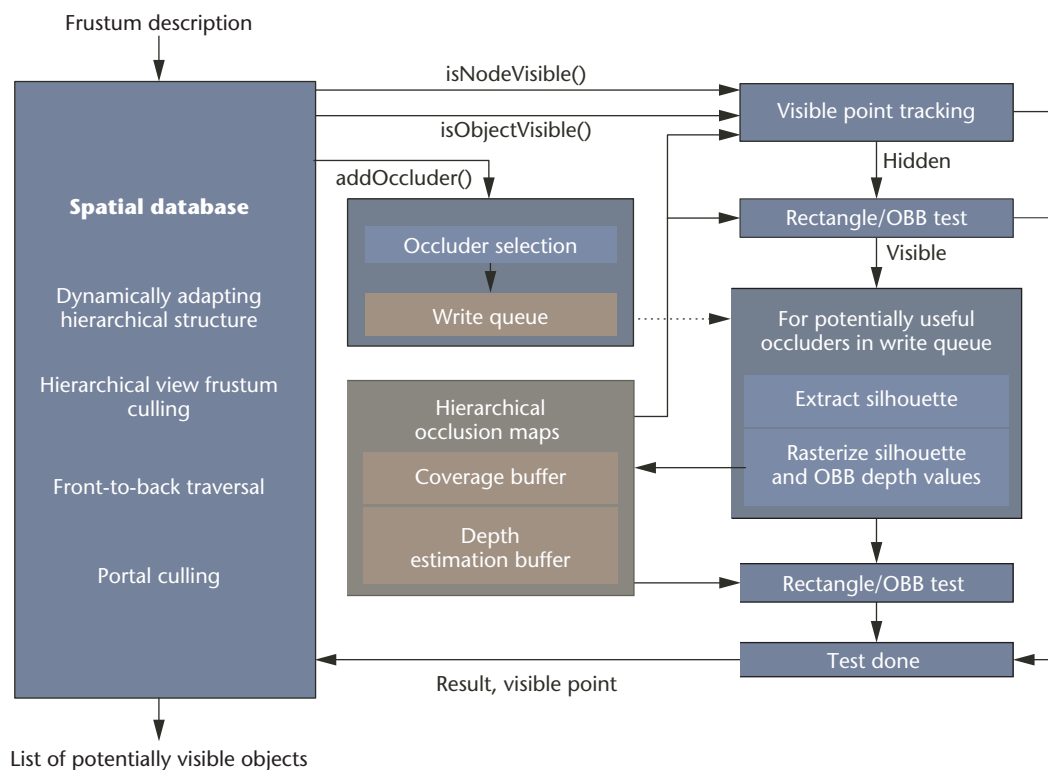 Frustum description
isNodeVisible()
isObjectVisible()
addOccluder()
Spatial database
Dynamically adapting
hierarchical structure
Hierarchical view frustum
culling
Front-to-back traversal
Portal culling
Occluder selection
Write queue
Hierarchical
occlusion maps
Coverage buffer
Depth
estimation buffer
Visible point tracking
Hidden
Rectangle/OBB test
Visible
For potentially useful
occluders in write queue
Extract silhouette
Rasterize silhouette
and OBB depth values
Rectangle/OBB test
Test done
Result, visible point
List of potentially visible objects